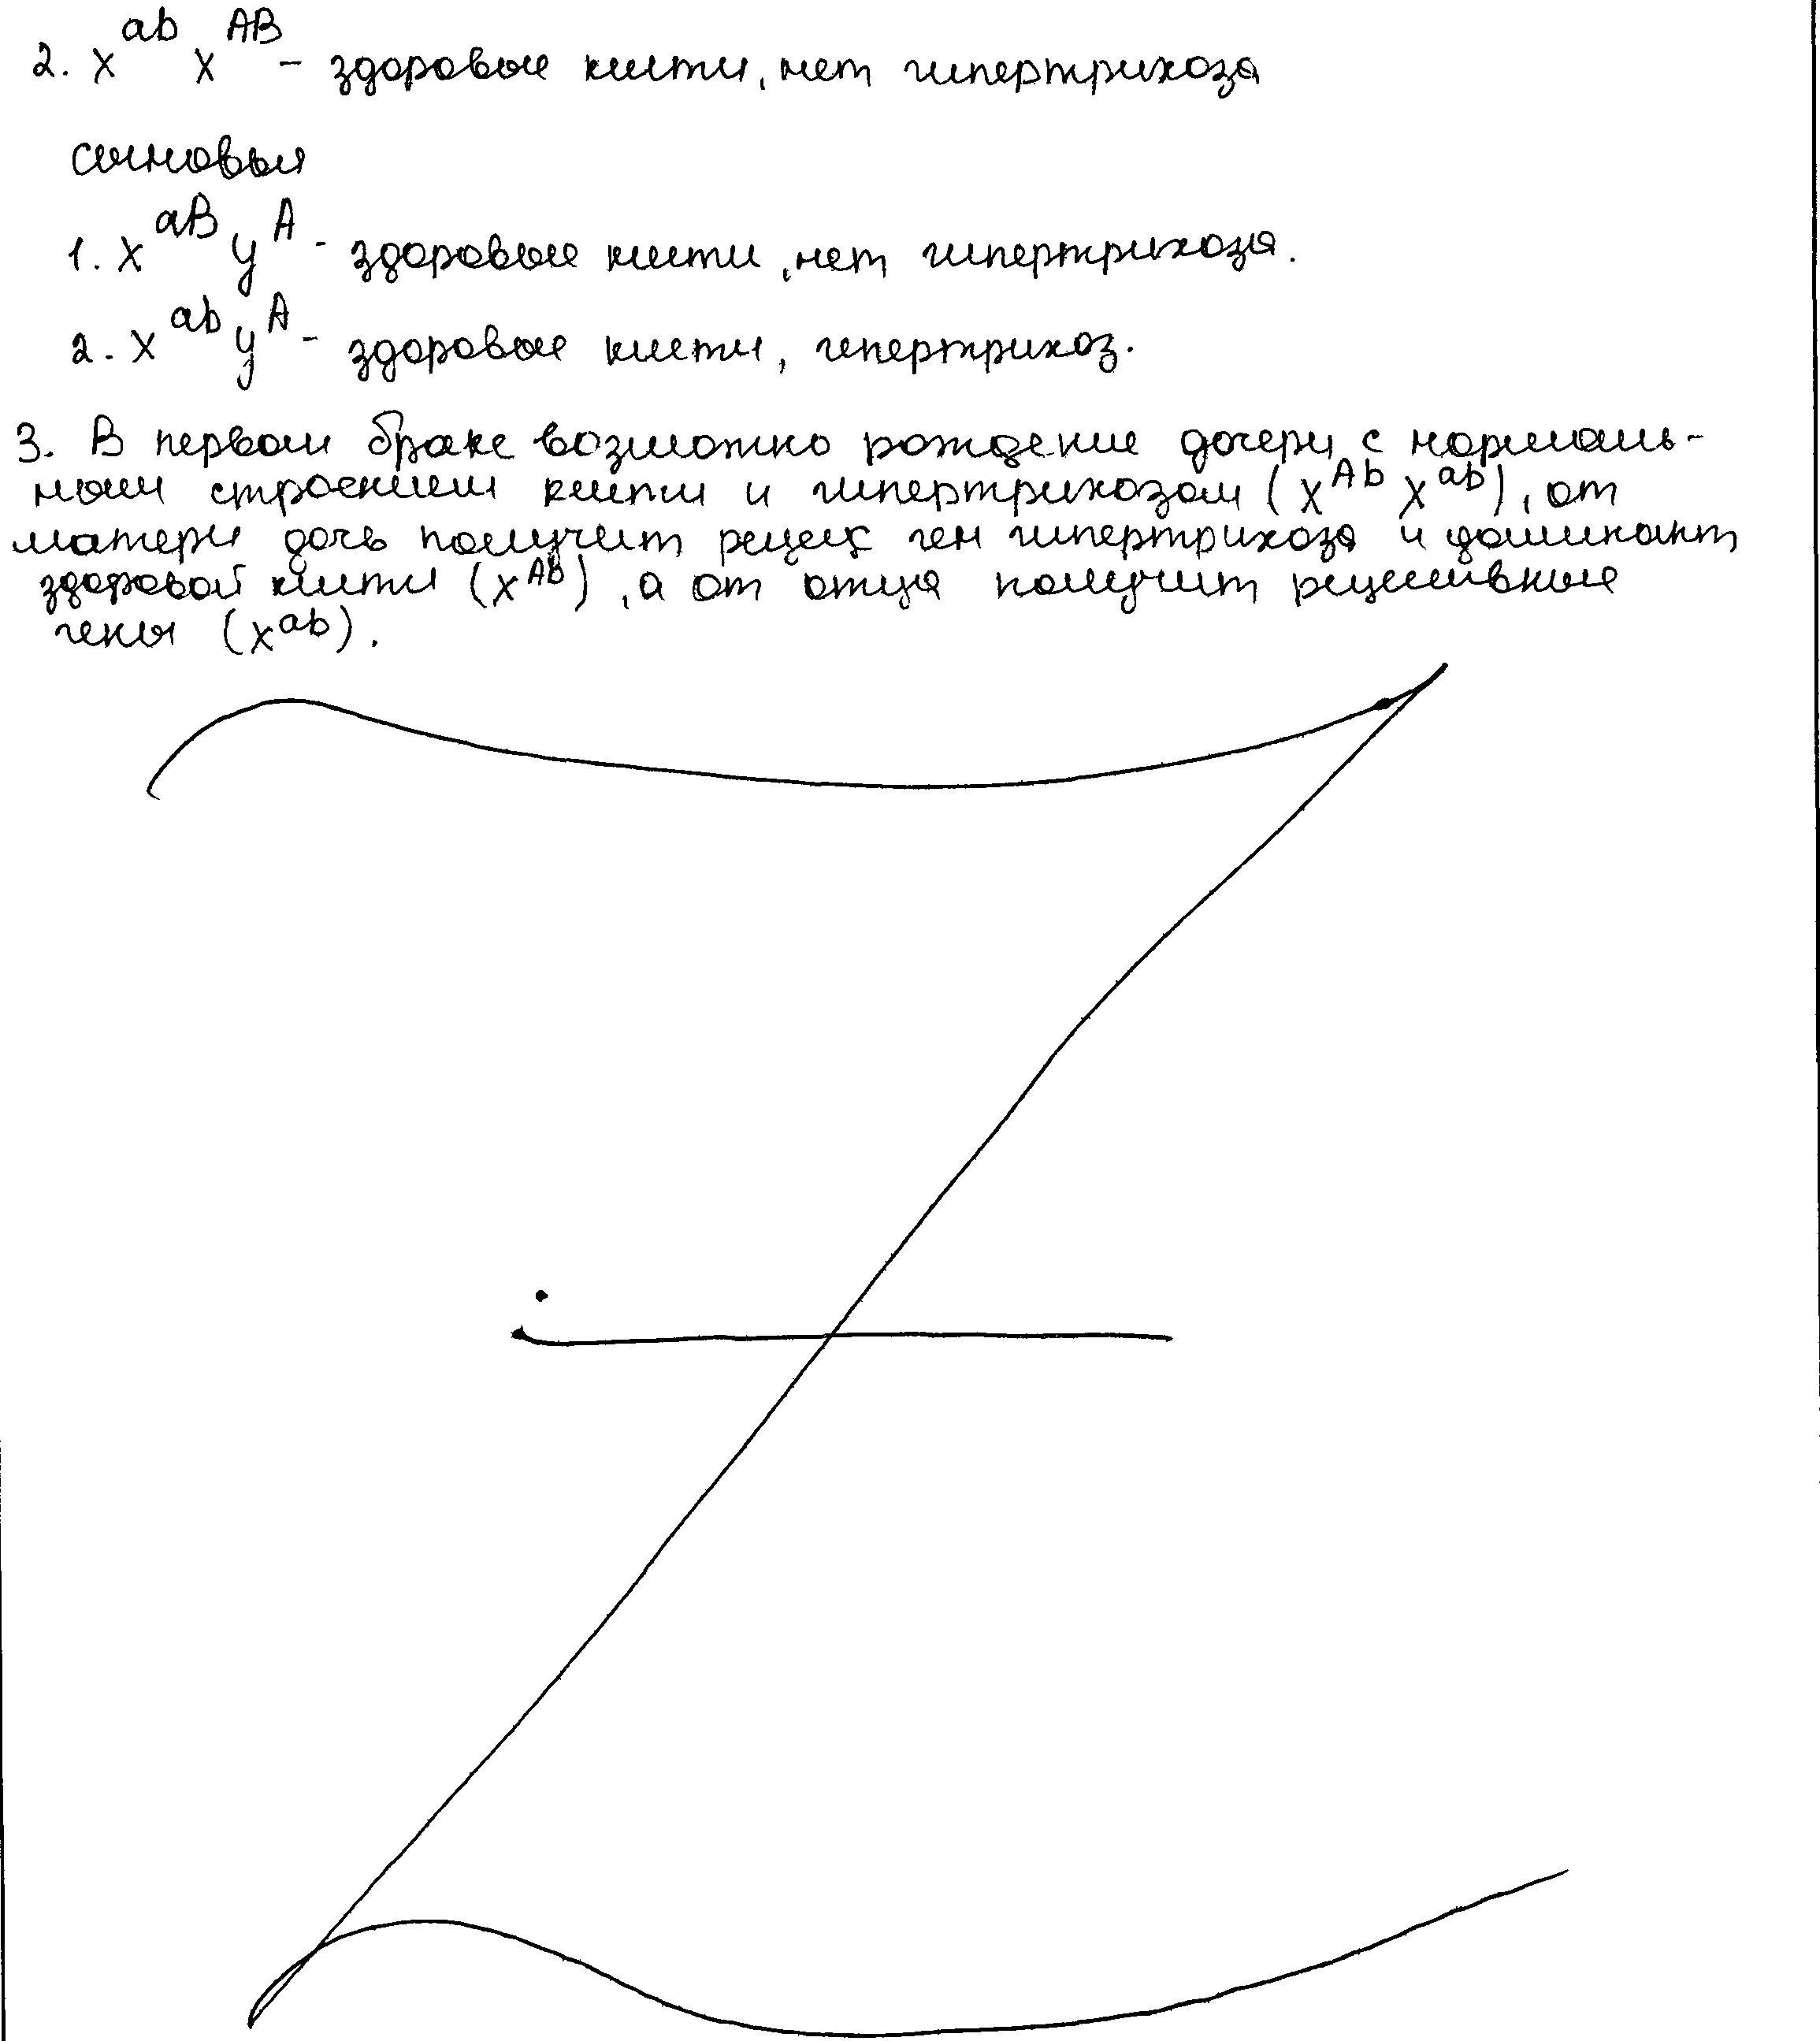 2. x^ab x^AB - здоровые кисти, нет гипертрихоза
сыновья
1. x^aB y^A - здоровые кисти, нет гипертрихоза.
2. x^ab y^A - здоровые кисти, гипертрихоз.
3. В первом браке возможно рождение дочери с нормаль-
ным строением кисти и гипертрихозом (x^Ab x^ab), от
матери дочь получит рецес ген гипертрихоза и доминант
здоровой кисти (x^Ab), а от отца получит рецессивные
гены (x^ab).